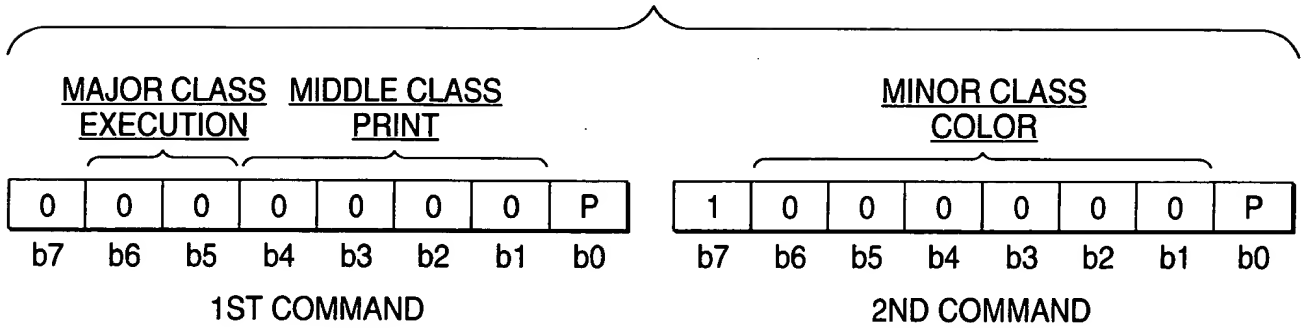 MAJOR CLASS
EXECUTION
MIDDLE CLASS
PRINT
MINOR CLASS
COLOR
0 0 0 0 0 0 0 P
b7 b6 b5 b4 b3 b2 b1 b0
1ST COMMAND
1 0 0 0 0 0 0 P
b7 b6 b5 b4 b3 b2 b1 b0
2ND COMMAND